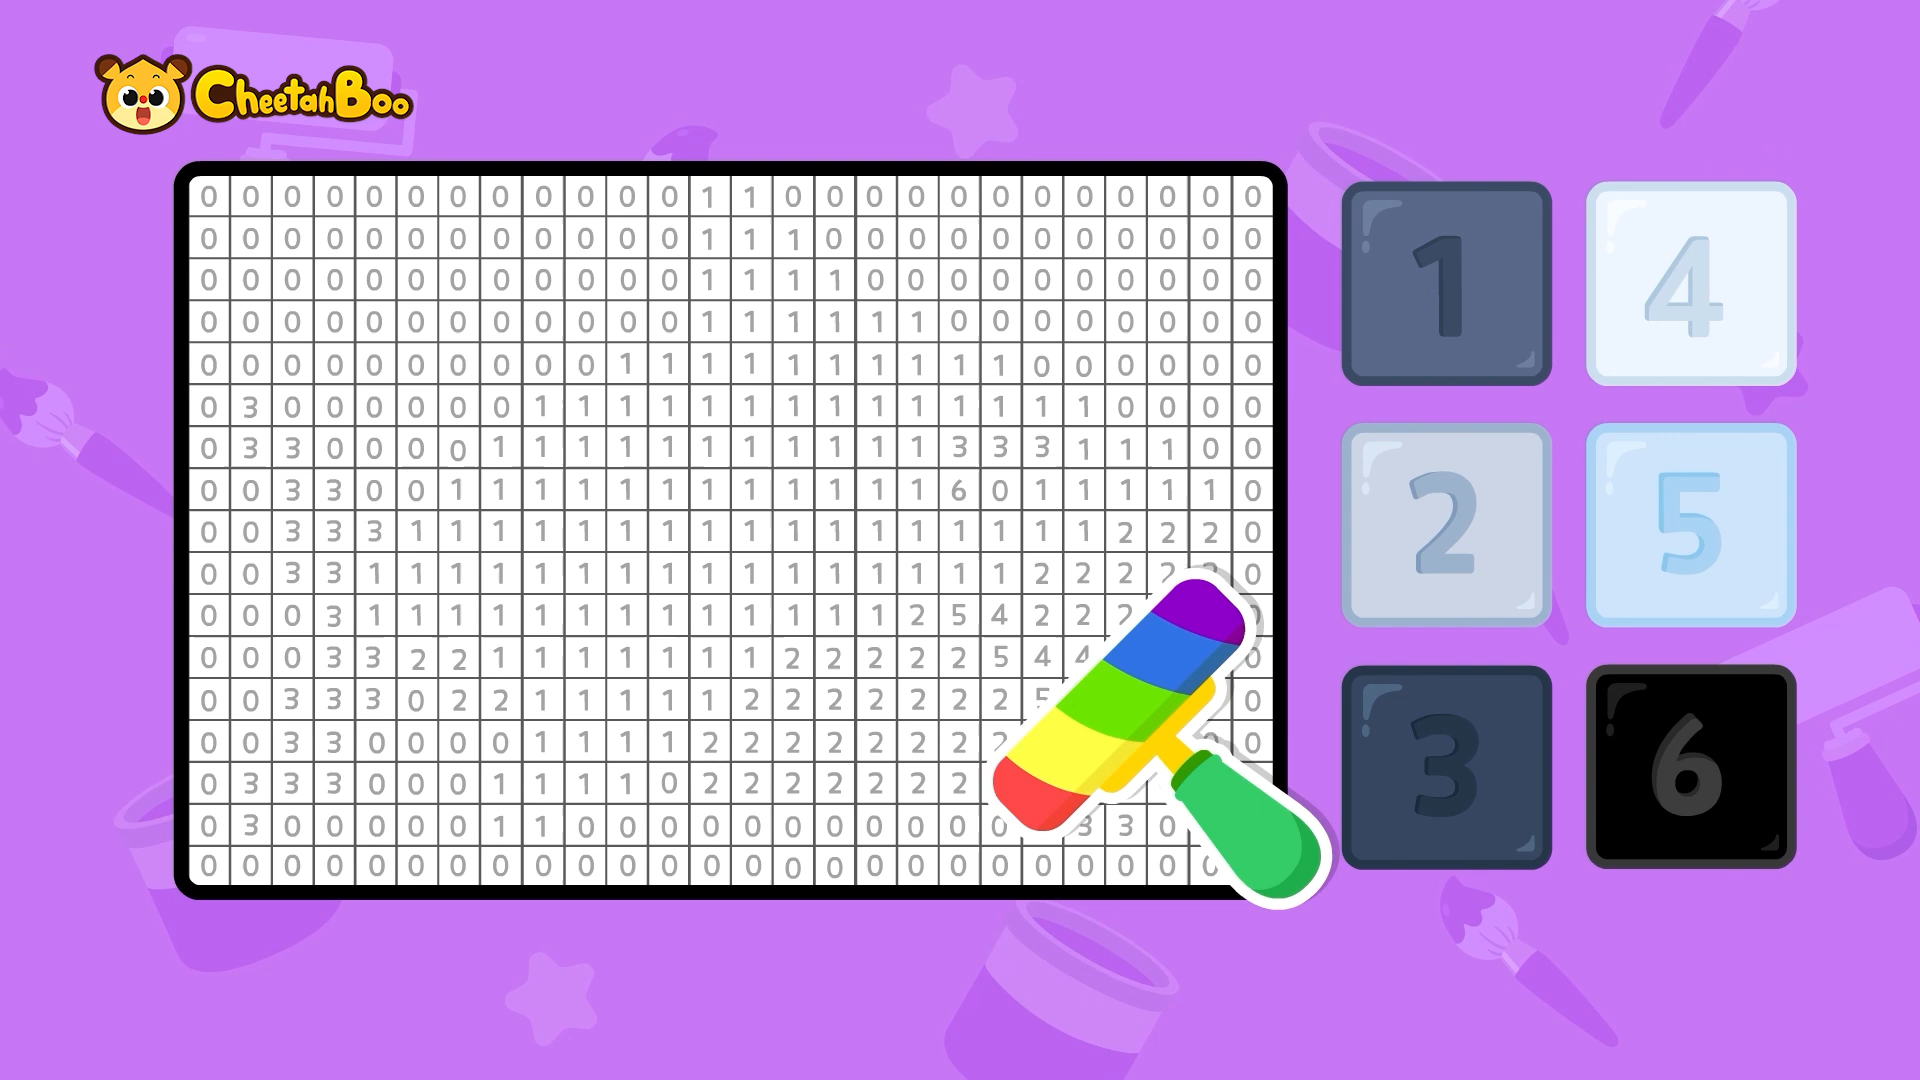 CheetahBoo
0 0 0 0 0 0 0 0 0 0 0 0 1 1 0 0 0 0 0 0 0 0 0 0 0 0
0 0 0 0 0 0 0 0 0 0 0 0 1 1 1 0 0 0 0 0 0 0 0 0 0 0
0 0 0 0 0 0 0 0 0 0 0 0 1 1 1 1 0 0 0 0 0 0 0 0 0 0
0 0 0 0 0 0 0 0 0 0 0 0 1 1 1 1 1 1 0 0 0 0 0 0 0 0
0 0 0 0 0 0 0 0 0 0 1 1 1 1 1 1 1 1 1 1 0 0 0 0 0 0
0 3 0 0 0 0 0 0 1 1 1 1 1 1 1 1 1 1 1 1 1 1 0 0 0 0
0 3 3 0 0 0 0 1 1 1 1 1 1 1 1 1 1 1 3 3 3 1 1 1 0 0
0 0 3 3 0 0 1 1 1 1 1 1 1 1 1 1 1 1 6 0 1 1 1 1 1 0
0 0 3 3 3 1 1 1 1 1 1 1 1 1 1 1 1 1 1 1 1 1 2 2 2 0
0 0 3 3 1 1 1 1 1 1 1 1 1 1 1 1 1 1 1 1 2 2 2 2 2 0
0 0 0 3 1 1 1 1 1 1 1 1 1 1 1 1 1 2 5 4 2 2 2 0
0 0 0 3 3 2 2 1 1 1 1 1 1 1 2 2 2 2 2 5 4 4 0
0 0 3 3 3 0 2 2 1 1 1 1 1 2 2 2 2 2 2 2 5 0
0 0 3 3 0 0 0 0 1 1 1 1 2 2 2 2 2 2 2 2 0 0
0 3 3 3 0 0 0 1 1 1 1 0 2 2 2 2 2 2 2
0 3 0 0 0 0 0 1 1 0 0 0 0 0 0 0 0 0 0 0 3 3 0
0 0 0 0 0 0 0 0 0 0 0 0 0 0 0 0 0 0 0 0 0 0 0 0 0
1 4
2 5
3 6